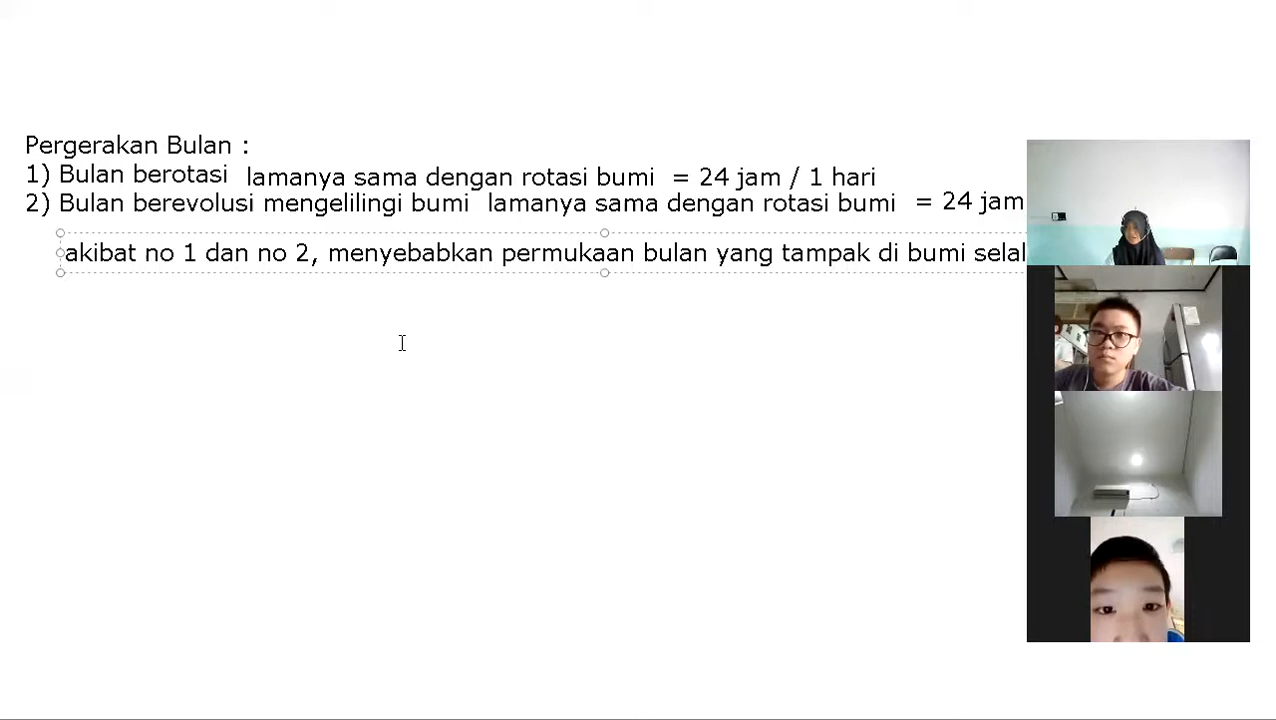 Pergerakan Bulan :
1) Bulan berotasi lamanya sama dengan rotasi bumi = 24 jam / 1 hari
2) Bulan berevolusi mengelilingi bumi lamanya sama dengan rotasi bumi = 24 jam
akibat no 1 dan no 2, menyebabkan permukaan bulan yang tampak di bumi